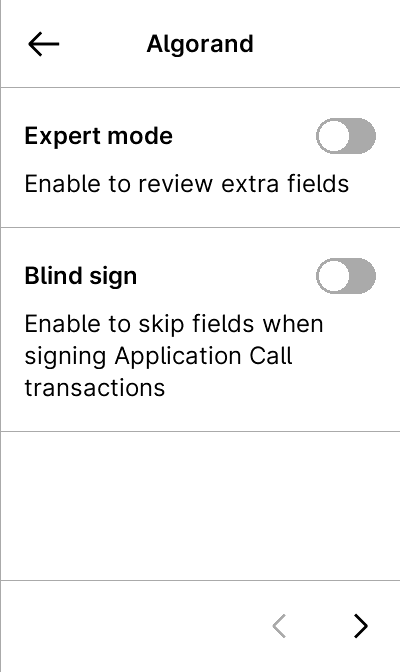 Algorand
Expert mode
Enable to review extra fields
Blind sign
Enable to skip fields when
signing Application Call
transactions